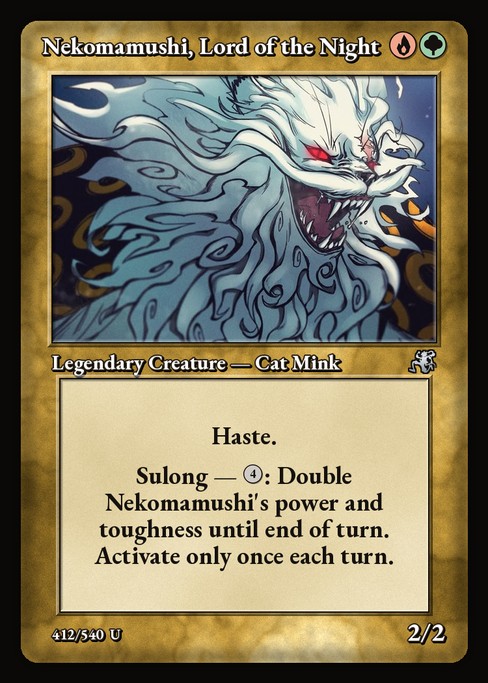 Nekomamushi, Lord of the Night
Legendary Creature — Cat Mink
Haste.
Sulong — 4: Double
Nekomamushi's power and
toughness until end of turn.
Activate only once each turn.
412/540 U
2/2